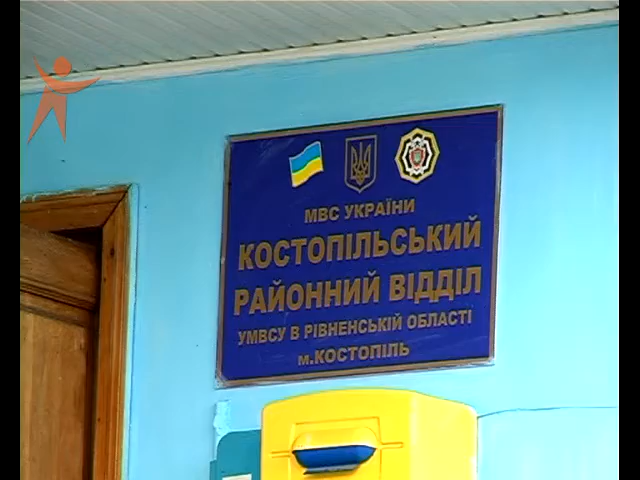 МВС УКРАЇНИ
КОСТОПІЛЬСЬКИЙ
РАЙОННИЙ ВІДДІЛ
УМВСУ В РІВНЕНСЬКІЙ ОБЛАСТІ
м.КОСТОПІЛЬ